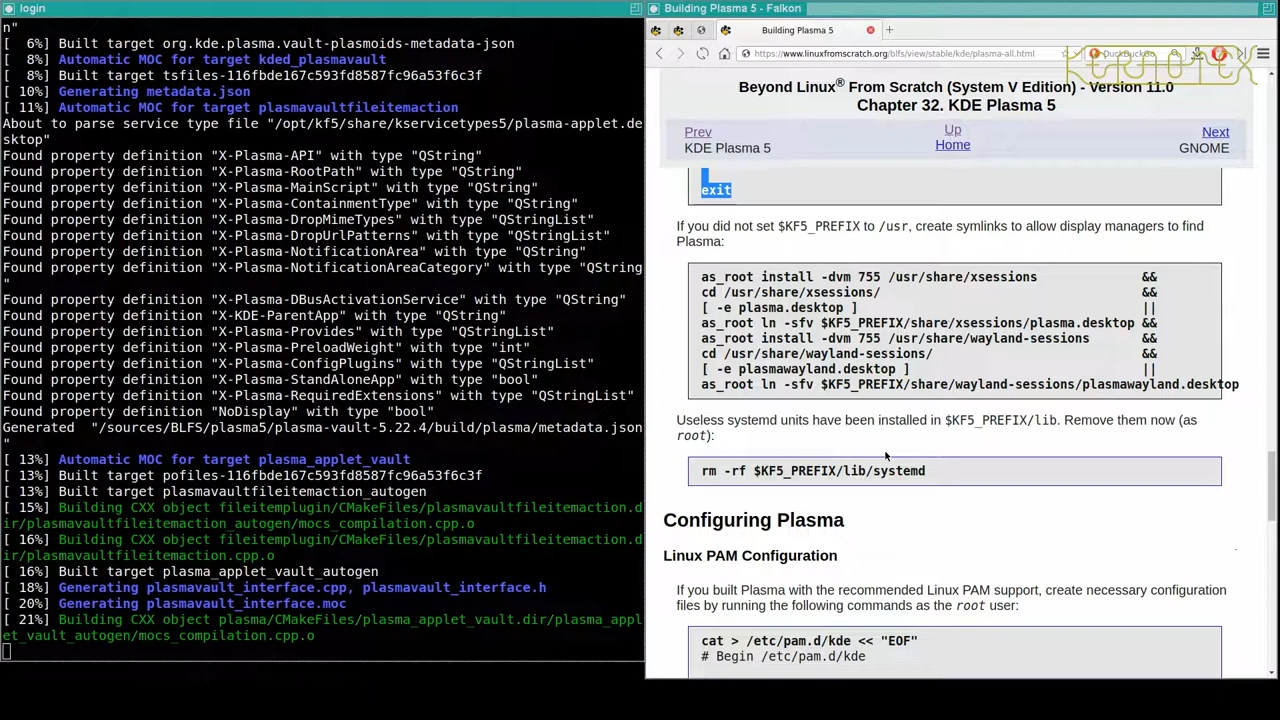 login
n"
[  6%] Built target org.kde.plasma.vault-plasmoids-metadata-json
[  8%] Automatic MOC for target kded_plasmavault
[  8%] Built target tsfiles-116fbde167c593fd8587fc96a53f6c3f
[ 10%] Generating metadata.json
[ 11%] Automatic MOC for target plasmavaultfileitemaction
About to parse service type file "/opt/kf5/share/kservicetypes5/plasma-applet.de
sktop"
Found property definition "X-Plasma-API" with type "QString"
Found property definition "X-Plasma-RootPath" with type "QString"
Found property definition "X-Plasma-MainScript" with type "QString"
Found property definition "X-Plasma-ContainmentType" with type "QString"
Found property definition "X-Plasma-DropMimeTypes" with type "QStringList"
Found property definition "X-Plasma-DropUrlPatterns" with type "QStringList"
Found property definition "X-Plasma-NotificationArea" with type "QString"
Found property definition "X-Plasma-NotificationAreaCategory" with type "QString
"
Found property definition "X-Plasma-DBusActivationService" with type "QString"
Found property definition "X-KDE-ParentApp" with type "QString"
Found property definition "X-Plasma-Provides" with type "QStringList"
Found property definition "X-Plasma-PreloadWeight" with type "int"
Found property definition "X-Plasma-ConfigPlugins" with type "QStringList"
Found property definition "X-Plasma-StandAloneApp" with type "bool"
Found property definition "X-Plasma-RequiredExtensions" with type "QStringList"
Found property definition "NoDisplay" with type "bool"
Generated  "/sources/BLFS/plasma5/plasma-vault-5.22.4/build/plasma/metadata.json
"
[ 13%] Automatic MOC for target plasma_applet_vault
[ 13%] Built target pofiles-116fbde167c593fd8587fc96a53f6c3f
[ 13%] Built target plasmavaultfileitemaction_autogen
[ 15%] Building CXX object fileitemplugin/CMakeFiles/plasmavaultfileitemaction.d
ir/plasmavaultfileitemaction_autogen/mocs_compilation.cpp.o
[ 16%] Building CXX object fileitemplugin/CMakeFiles/plasmavaultfileitemaction.d
ir/plasmavaultfileitemaction.cpp.o
[ 16%] Built target plasma_applet_vault_autogen
[ 18%] Generating plasmavault_interface.cpp, plasmavault_interface.h
[ 20%] Generating plasmavault_interface.moc
[ 21%] Building CXX object plasma/CMakeFiles/plasma_applet_vault.dir/plasma_appl
et_vault_autogen/mocs_compilation.cpp.o
Building Plasma 5 - Falkon
Building Plasma 5
https://www.linuxfromscratch.org/blfs/view/stable/kde/plasma-all.html
DuckDuckGo
KERNOTEX
Beyond Linux® From Scratch (System V Edition) - Version 11.0
Chapter 32. KDE Plasma 5
Prev Up Next
KDE Plasma 5 Home GNOME
exit
If you did not set $KF5_PREFIX to /usr, create symlinks to allow display managers to find
Plasma:
as_root install -dvm 755 /usr/share/xsessions &&
cd /usr/share/xsessions/ &&
[ -e plasma.desktop ] ||
as_root ln -sfv $KF5_PREFIX/share/xsessions/plasma.desktop &&
as_root install -dvm 755 /usr/share/wayland-sessions &&
cd /usr/share/wayland-sessions/ &&
[ -e plasmawayland.desktop ] ||
as_root ln -sfv $KF5_PREFIX/share/wayland-sessions/plasmawayland.desktop
Useless systemd units have been installed in $KF5_PREFIX/lib. Remove them now (as
root):
rm -rf $KF5_PREFIX/lib/systemd
Configuring Plasma
Linux PAM Configuration
If you built Plasma with the recommended Linux PAM support, create necessary configuration
files by running the following commands as the root user:
cat > /etc/pam.d/kde << "EOF"
# Begin /etc/pam.d/kde